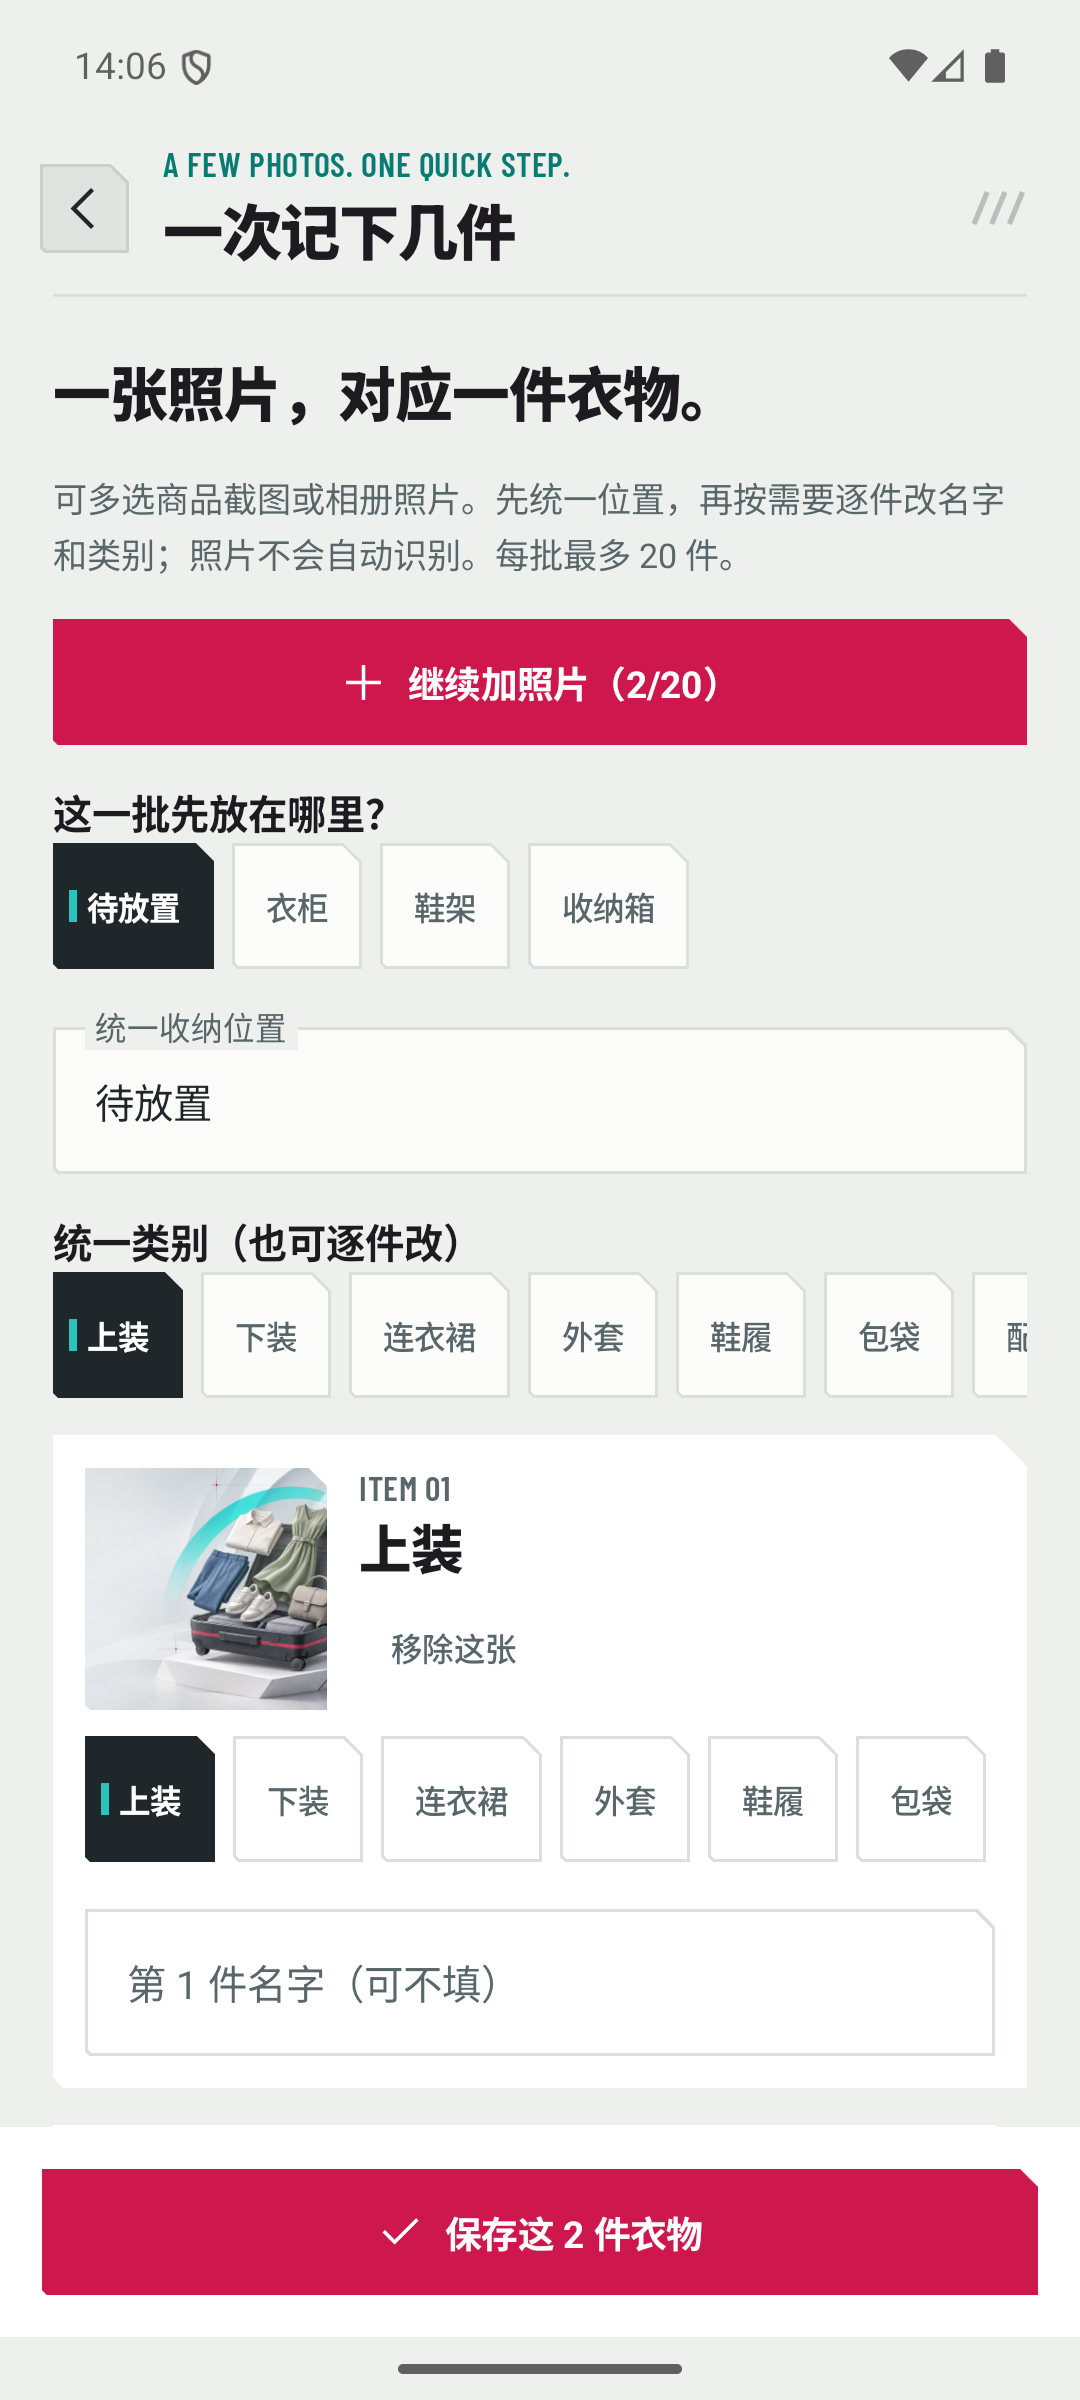 14:06
A FEW PHOTOS. ONE QUICK STEP.
一次记下几件
一张照片，对应一件衣物。
可多选商品截图或相册照片。先统一位置，再按需要逐件改名字
和类别；照片不会自动识别。每批最多 20 件。
继续加照片（2/20）
这一批先放在哪里？
待放置 衣柜 鞋架 收纳箱
统一收纳位置
待放置
统一类别（也可逐件改）
上装 下装 连衣裙 外套 鞋履 包袋
ITEM 01
上装
移除这张
上装 下装 连衣裙 外套 鞋履 包袋
第 1 件名字（可不填）
保存这 2 件衣物